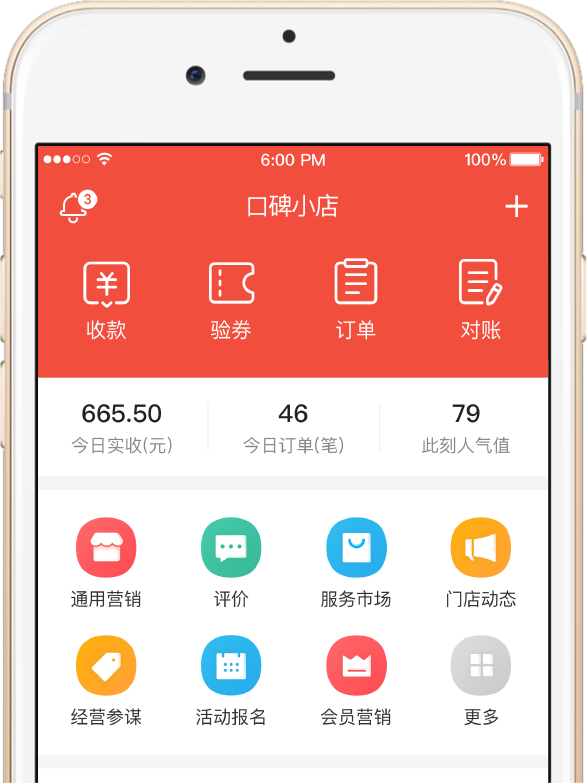 6:00 PM 100%
3
口碑小店
¥
收款 验券 订单 对账
665.50 46 79
今日实收(元) 今日订单(笔) 此刻人气值
通用营销 评价 服务市场 门店动态
经营参谋 活动报名 会员营销 更多